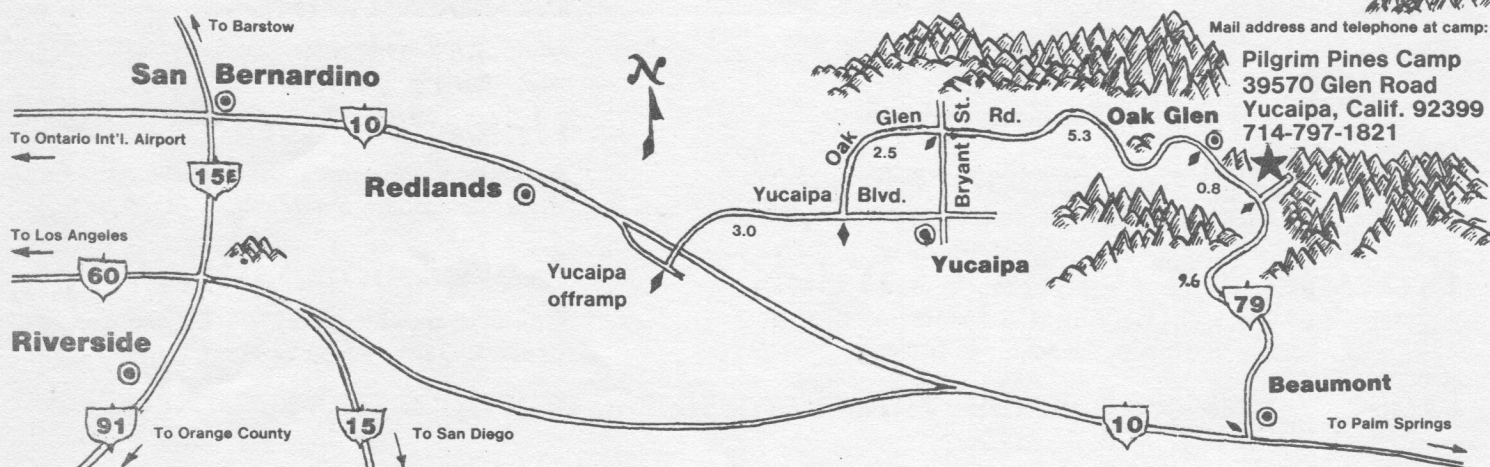 To Barstow
Mail address and telephone at camp:
Pilgrim Pines Camp
39570 Glen Road
Yucaipa, Calif. 92399
714-797-1821
San Bernardino
N
10
To Ontario Int'l. Airport
15E
Redlands
Oak Glen Rd.
Bryant St.
2.5
5.3
Oak Glen
0.8
Yucaipa Blvd.
3.0
Yucaipa
To Los Angeles
60
Yucaipa
offramp
9.6
79
Riverside
91
To Orange County
15
To San Diego
10
Beaumont
To Palm Springs